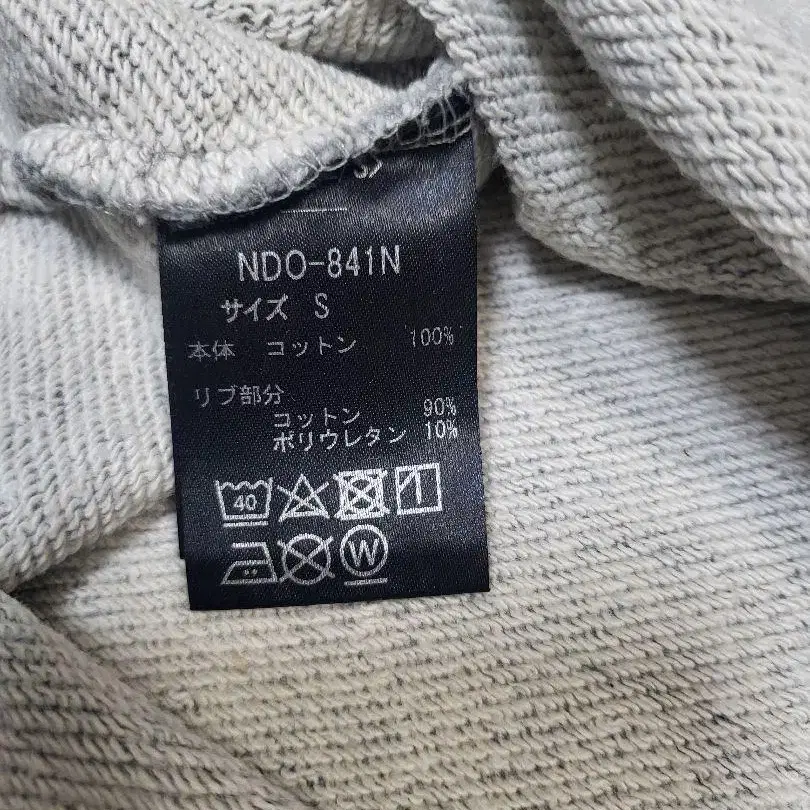 NDO-841N
サイズ S
本体 コットン 100%
リブ部分
コットン 90%
ポリウレタン 10%
40
W